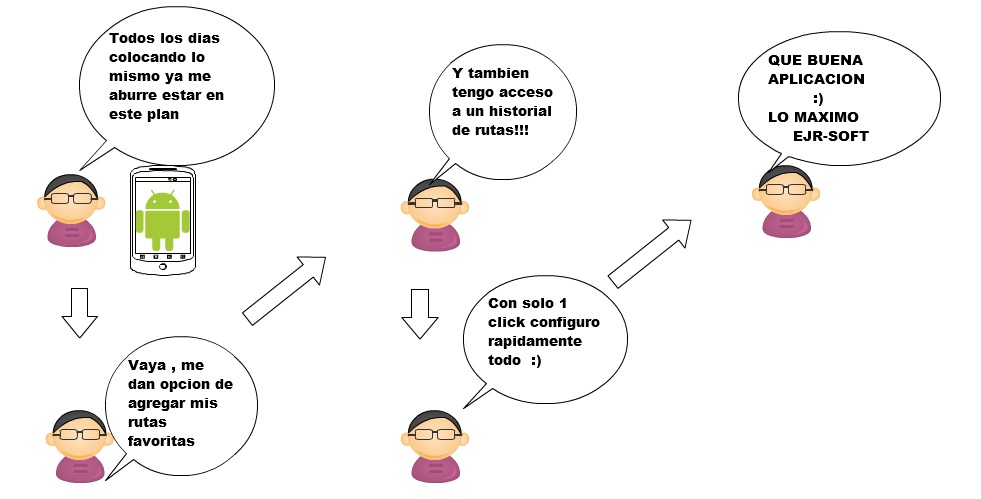 Todos los dias
colocando lo
mismo ya me
aburre estar en
este plan
Vaya , me
dan opcion de
agregar mis
rutas
favoritas
Y tambien
tengo acceso
a un historial
de rutas!!!
Con solo 1
click configuro
rapidamente
todo :)
QUE BUENA
APLICACION
:)
LO MAXIMO
EJR-SOFT